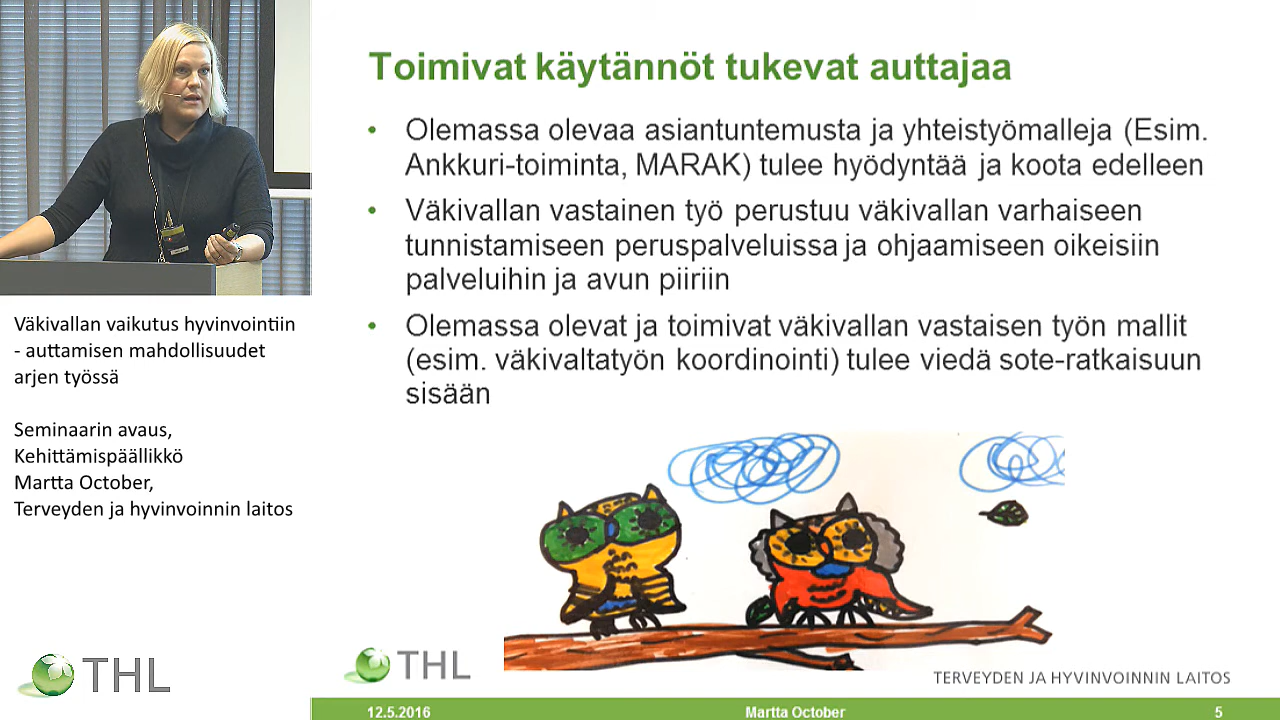 Toimivat käytännöt tukevat auttajaa
• Olemassa olevaa asiantuntemusta ja yhteistyömalleja (Esim.
Ankkuri-toiminta, MARAK) tulee hyödyntää ja koota edelleen
• Väkivallan vastainen työ perustuu väkivallan varhaiseen
tunnistamiseen peruspalveluissa ja ohjaamiseen oikeisiin
palveluihin ja avun piiriin
• Olemassa olevat ja toimivat väkivallan vastaisen työn mallit
(esim. väkivaltatyön koordinointi) tulee viedä sote-ratkaisuun
sisään
Väkivallan vaikutus hyvinvointiin
- auttamisen mahdollisuudet
arjen työssä
Seminaarin avaus,
Kehittämispäällikkö
Martta October,
Terveyden ja hyvinvoinnin laitos
THL
THL
TERVEYDEN JA HYVINVOINNIN LAITOS
12.5.2016
Martta October
5